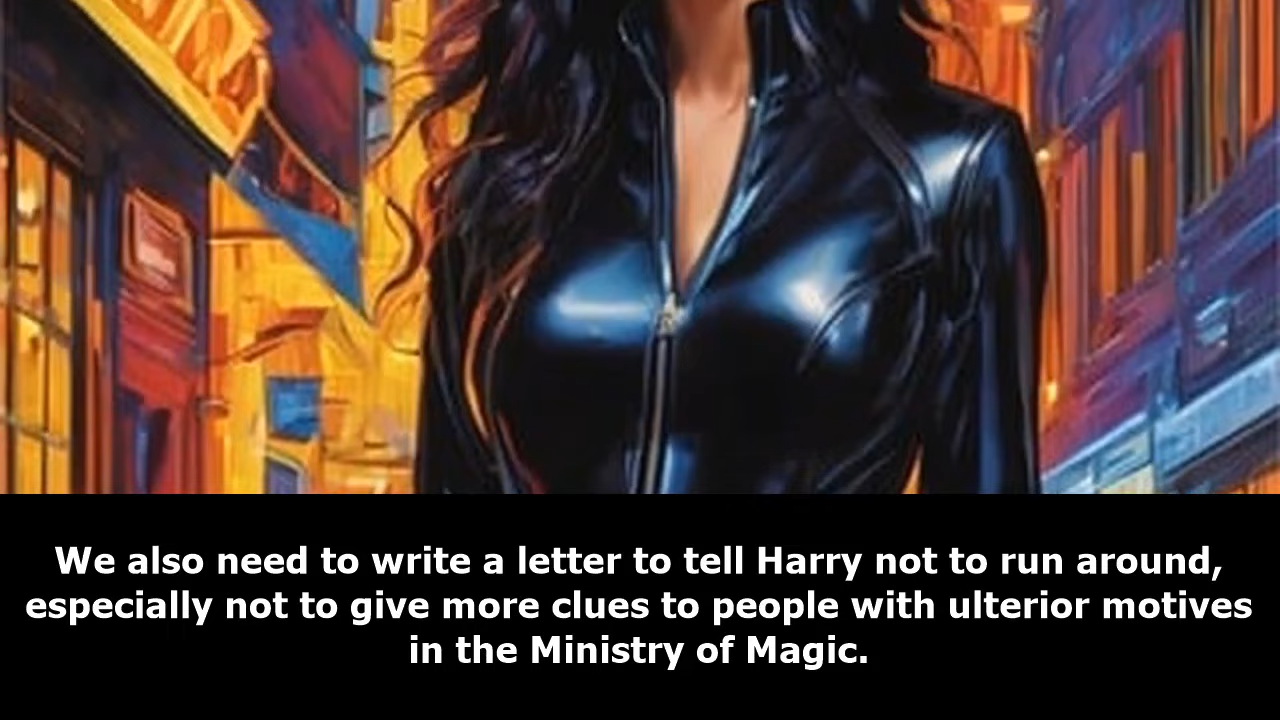 We also need to write a letter to tell Harry not to run around,
especially not to give more clues to people with ulterior motives
in the Ministry of Magic.